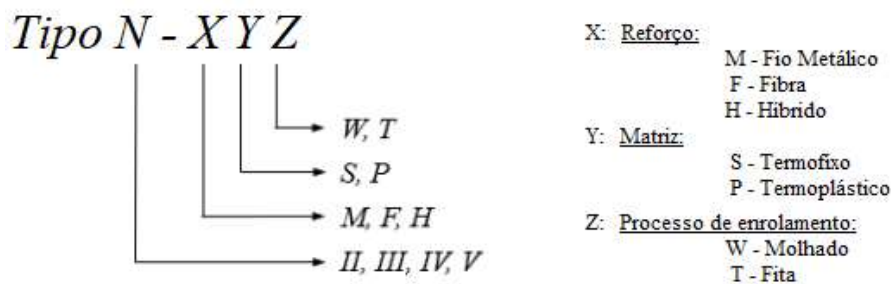 Tipo N - X Y Z
W, T
S, P
M, F, H
II, III, IV, V
X: Reforço:
M - Fio Metálico
F - Fibra
H - Híbrido
Y: Matriz:
S - Termofixo
P - Termoplástico
Z: Processo de enrolamento:
W - Molhado
T - Fita